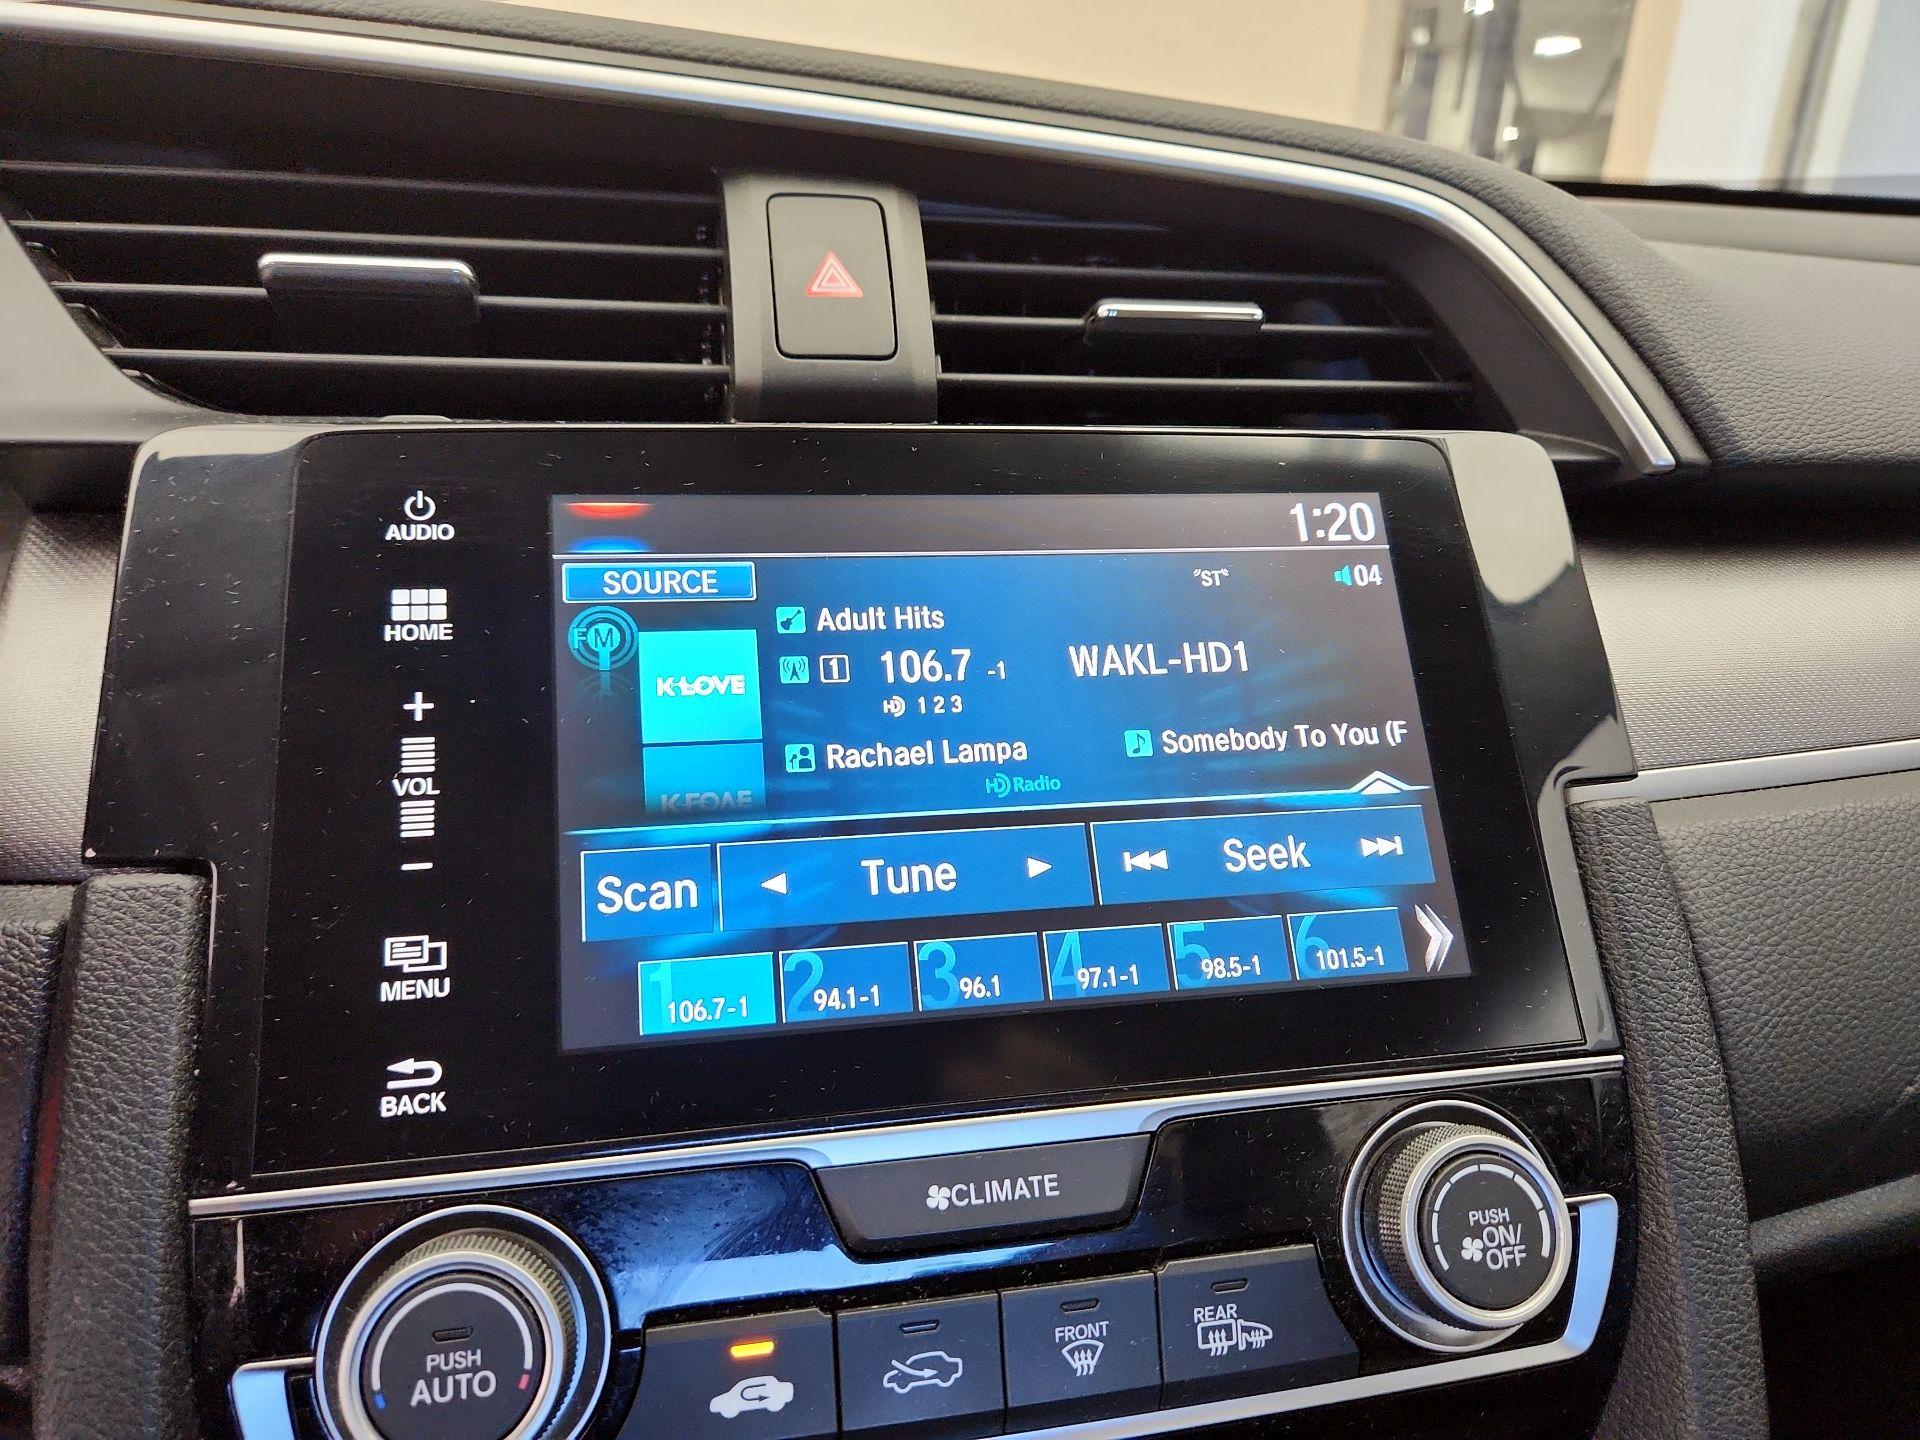 AUDIO
HOME
+
VOL
−
MENU
BACK
1:20
SOURCE
"ST"
04
FM
K-LOVE
Adult Hits
1 106.7 -1 WAKL-HD1
HD 1 2 3
Rachael Lampa
Somebody To You (F
HD Radio
Scan
Tune
Seek
1 106.7-1
2 94.1-1
3 96.1
4 97.1-1
5 98.5-1
6 101.5-1
CLIMATE
PUSH
AUTO
FRONT
REAR
PUSH
ON/
OFF